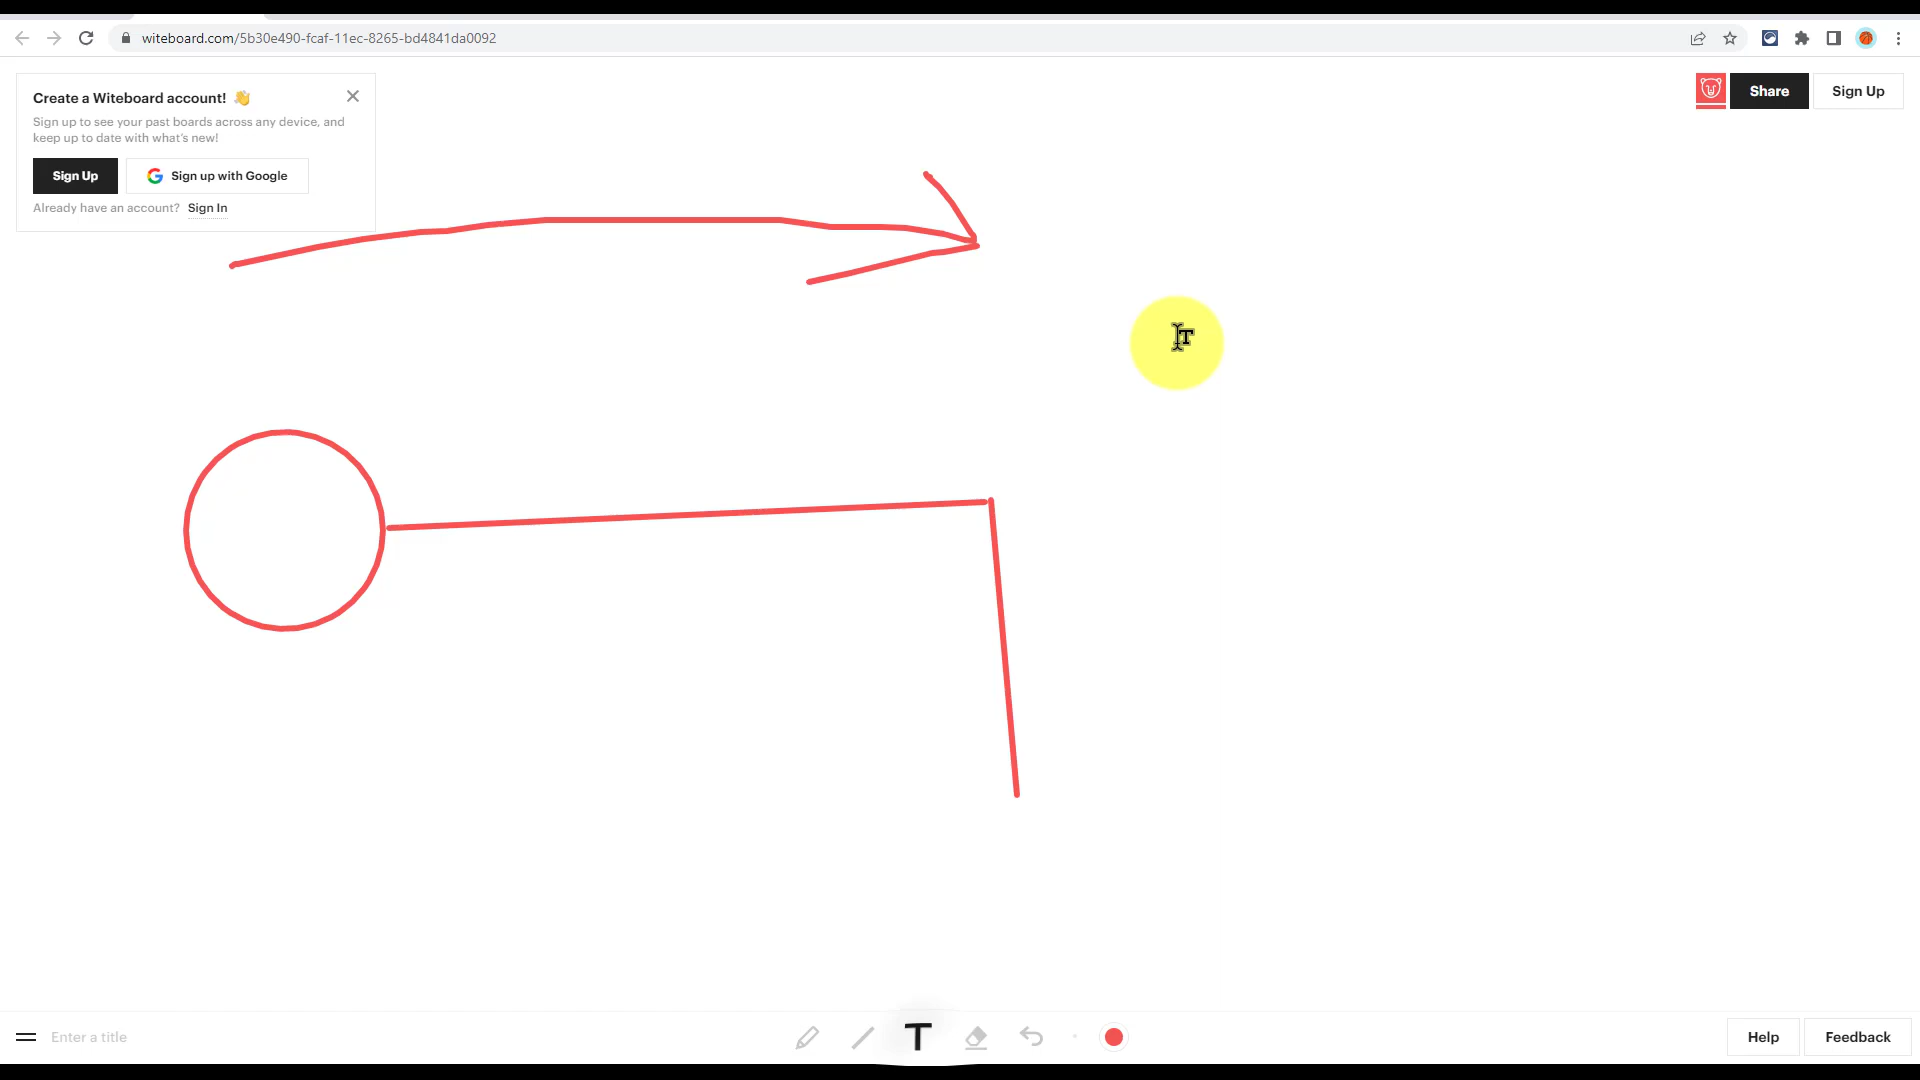 witeboard.com/5b30e490-fcaf-11ec-8265-bd4841da0092
Create a Witeboard account! 👋
Sign up to see your past boards across any device, and
keep up to date with what's new!
Sign Up
Sign up with Google
Already have an account? Sign In
Share
Sign Up
Enter a title
T
Help
Feedback